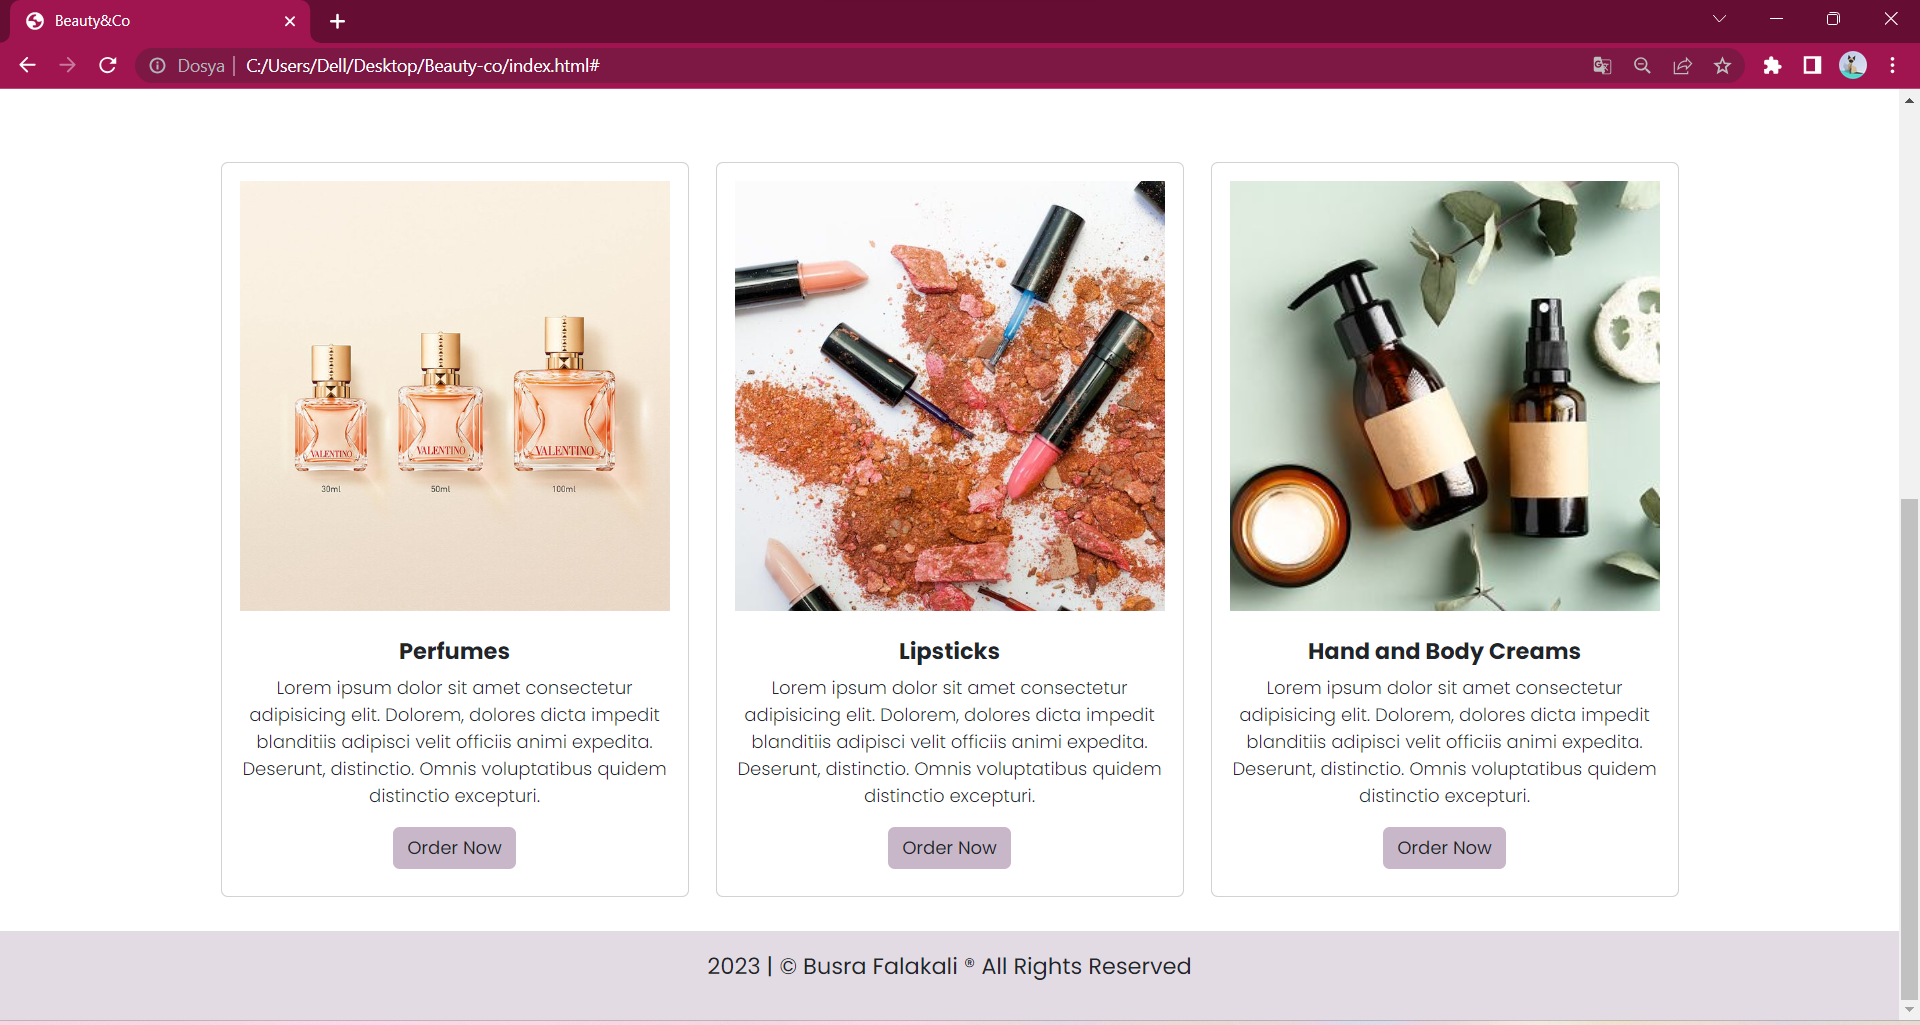 Beauty&Co
Dosya | C:/Users/Dell/Desktop/Beauty-co/index.html#
VALENTINO
VALENTINO
VALENTINO
30ml
50ml
100ml
Perfumes
Lorem ipsum dolor sit amet consectetur
adipisicing elit. Dolorem, dolores dicta impedit
blanditiis adipisci velit officiis animi expedita.
Deserunt, distinctio. Omnis voluptatibus quidem
distinctio excepturi.
Order Now
Lipsticks
Lorem ipsum dolor sit amet consectetur
adipisicing elit. Dolorem, dolores dicta impedit
blanditiis adipisci velit officiis animi expedita.
Deserunt, distinctio. Omnis voluptatibus quidem
distinctio excepturi.
Order Now
Hand and Body Creams
Lorem ipsum dolor sit amet consectetur
adipisicing elit. Dolorem, dolores dicta impedit
blanditiis adipisci velit officiis animi expedita.
Deserunt, distinctio. Omnis voluptatibus quidem
distinctio excepturi.
Order Now
2023 | © Busra Falakali ® All Rights Reserved